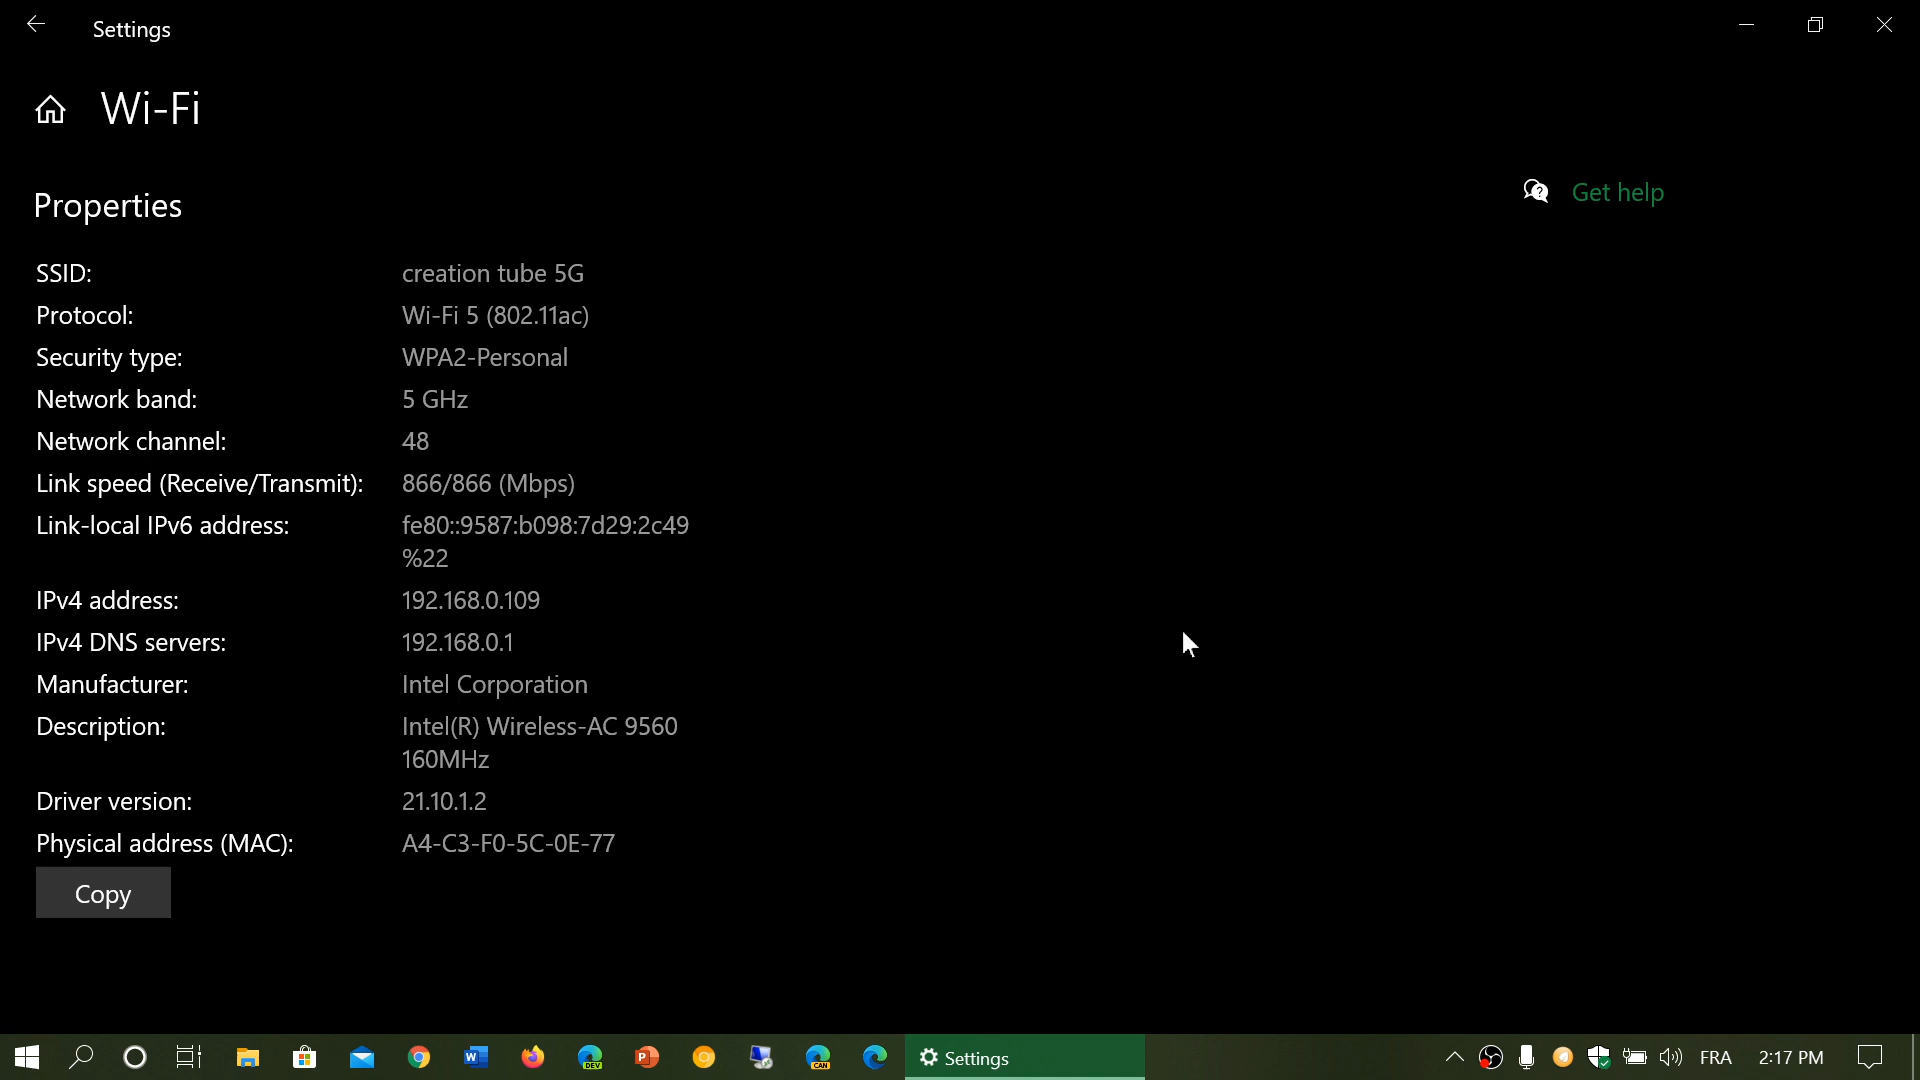 Settings
Wi-Fi
Properties
Get help
SSID: creation tube 5G
Protocol: Wi-Fi 5 (802.11ac)
Security type: WPA2-Personal
Network band: 5 GHz
Network channel: 48
Link speed (Receive/Transmit): 866/866 (Mbps)
Link-local IPv6 address: fe80::9587:b098:7d29:2c49
%22
IPv4 address: 192.168.0.109
IPv4 DNS servers: 192.168.0.1
Manufacturer: Intel Corporation
Description: Intel(R) Wireless-AC 9560
160MHz
Driver version: 21.10.1.2
Physical address (MAC): A4-C3-F0-5C-0E-77
Copy
W DEV P CAN Settings FRA 2:17 PM